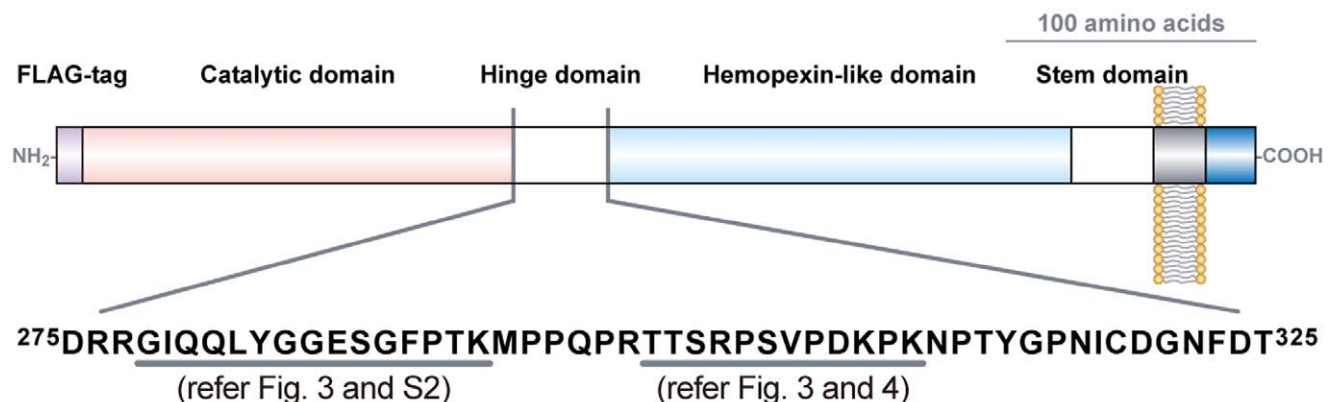 100 amino acids
FLAG-tag Catalytic domain Hinge domain Hemopexin-like domain Stem domain
NH₂ COOH
²⁷⁵DRRGIQQLYGGESGFPTKMPPQPRTTSRPSVPDKPKNPTYGPNICDGNFDT³²⁵
(refer Fig. 3 and S2) (refer Fig. 3 and 4)